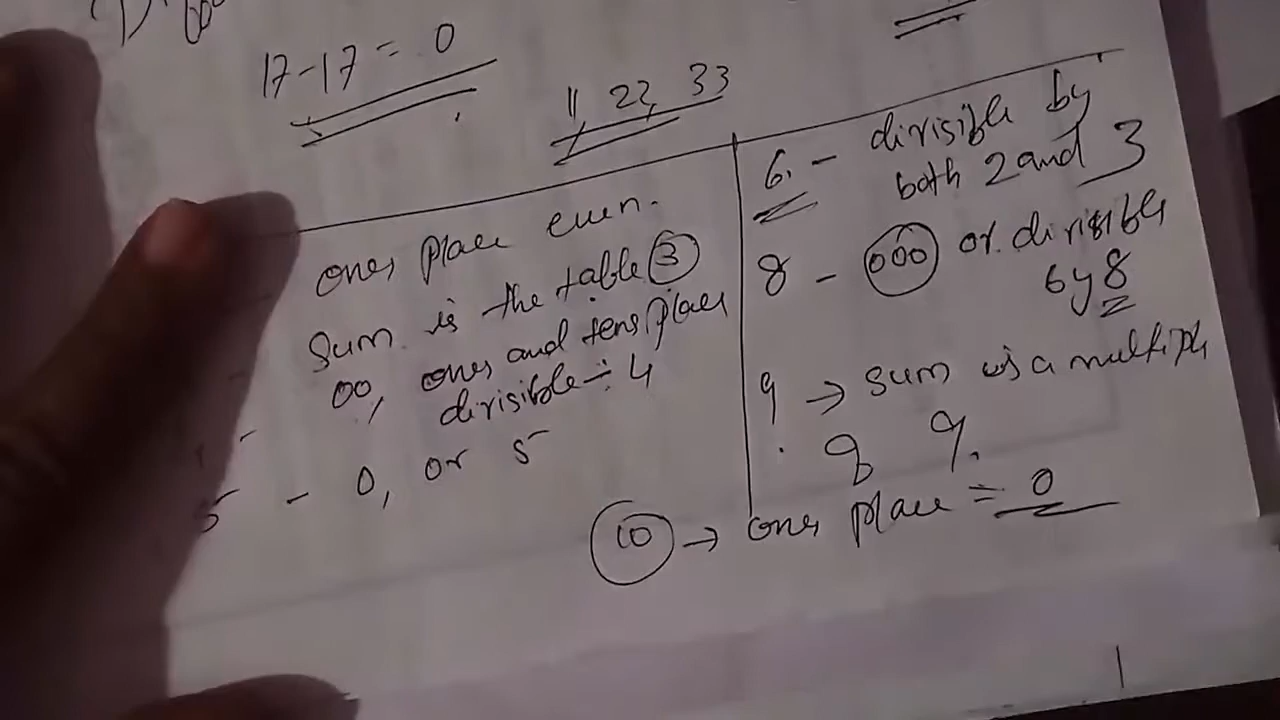 17-17 = 0
11, 22, 33
ones place even.
Sum is the table 3
00, ones and tens places
divisible ÷ 4
5 - 0, or 5
6. - divisible by
both 2 and 3
8 - 000 or divisible
by 8
9 → sum is a multiple
9.
10 → ones place = 0